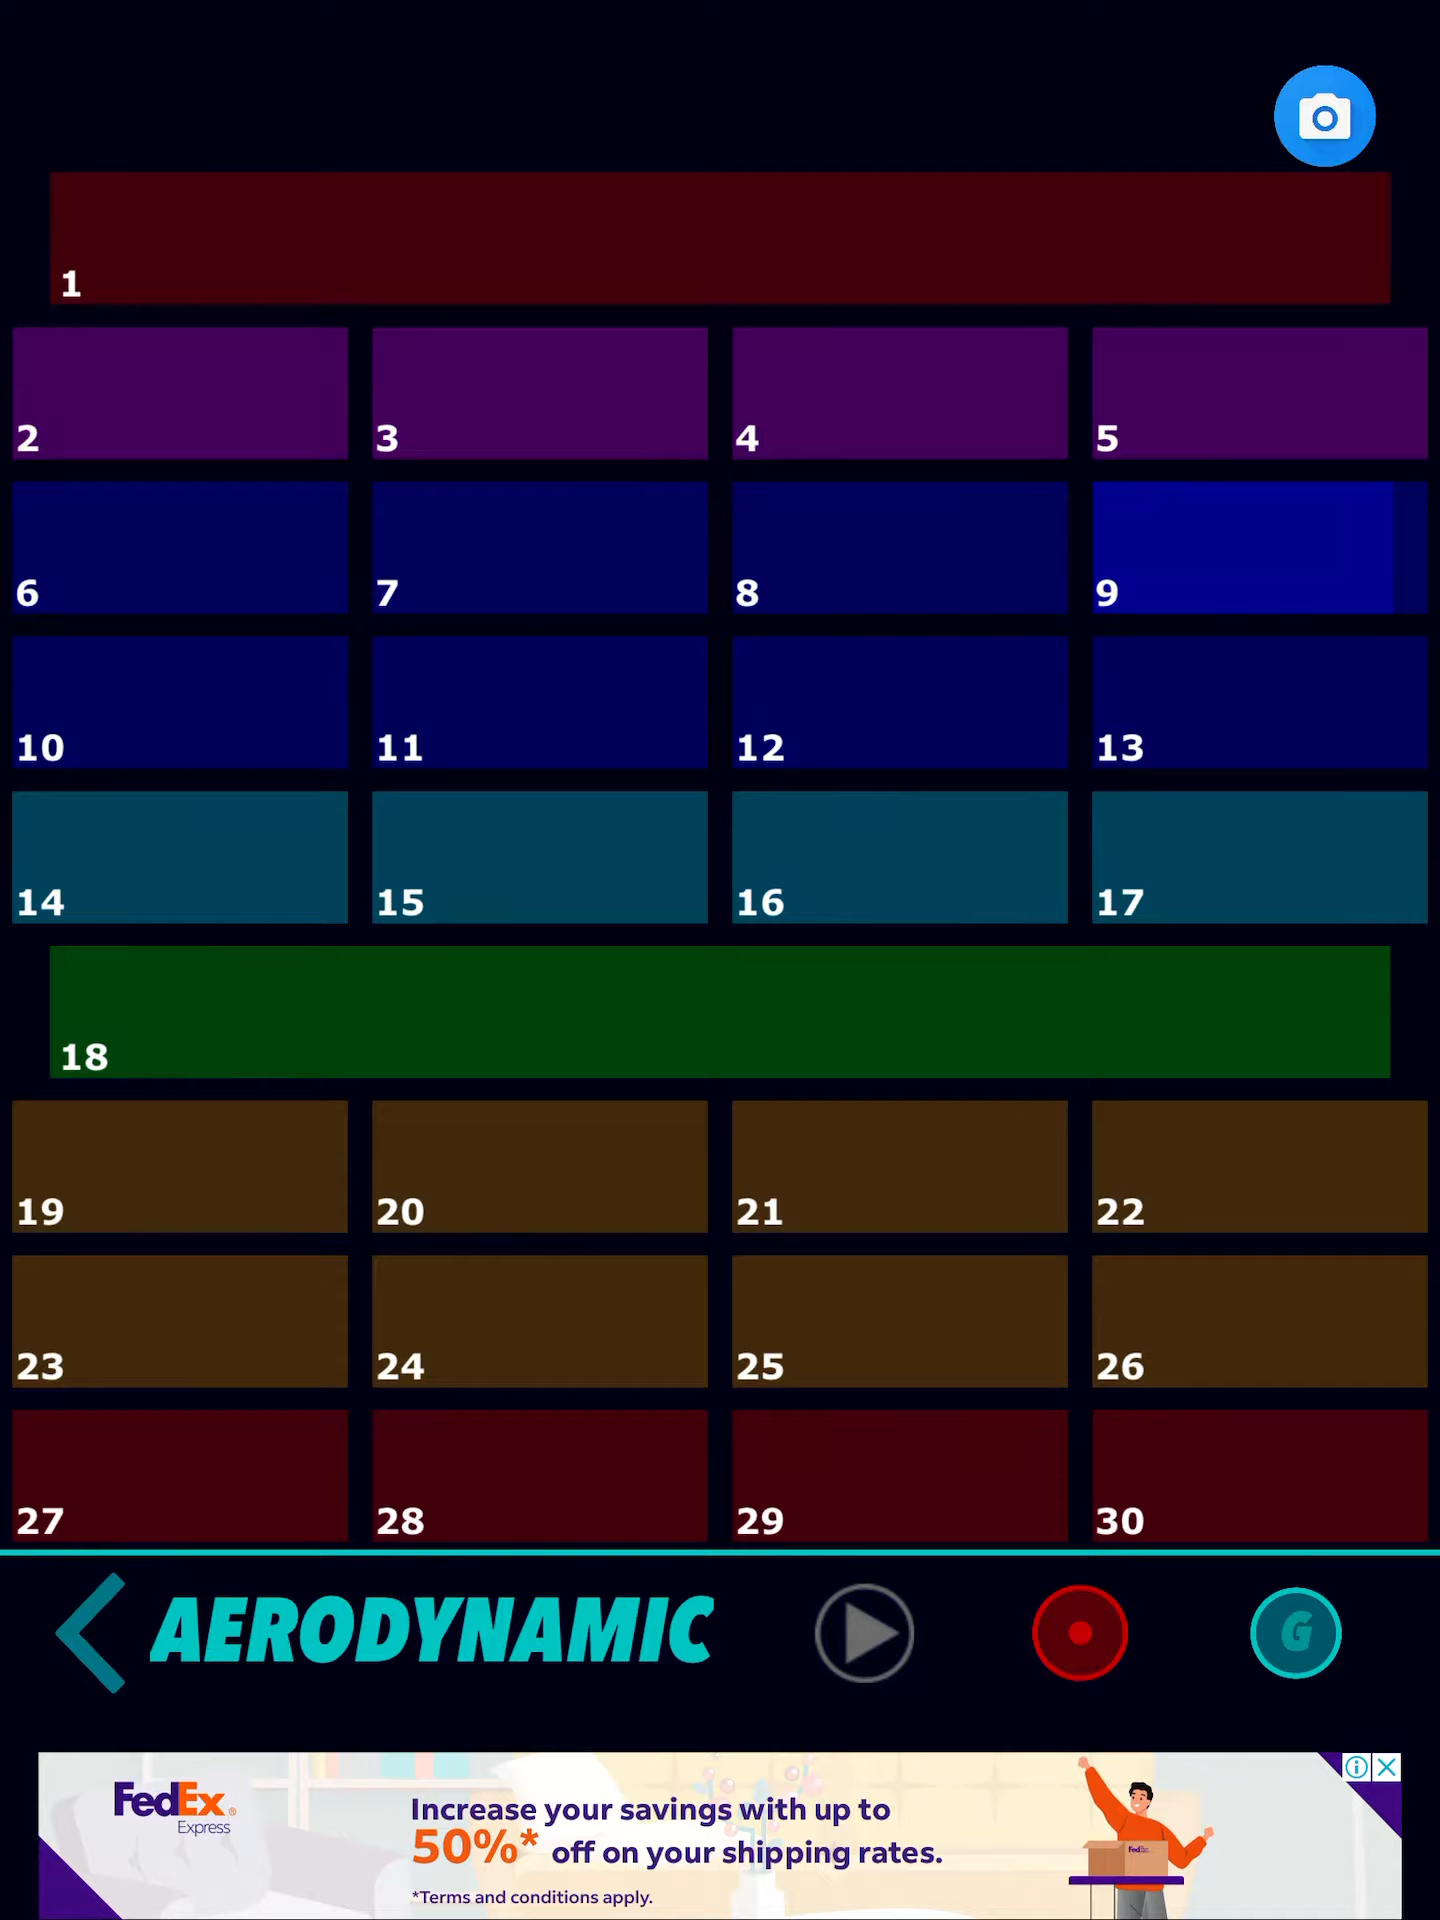 1
2 3 4 5
6 7 8 9
10 11 12 13
14 15 16 17
18
19 20 21 22
23 24 25 26
27 28 29 30
AERODYNAMIC
G
FedEx®
Express
Increase your savings with up to
50%* off on your shipping rates.
*Terms and conditions apply.
FedEx